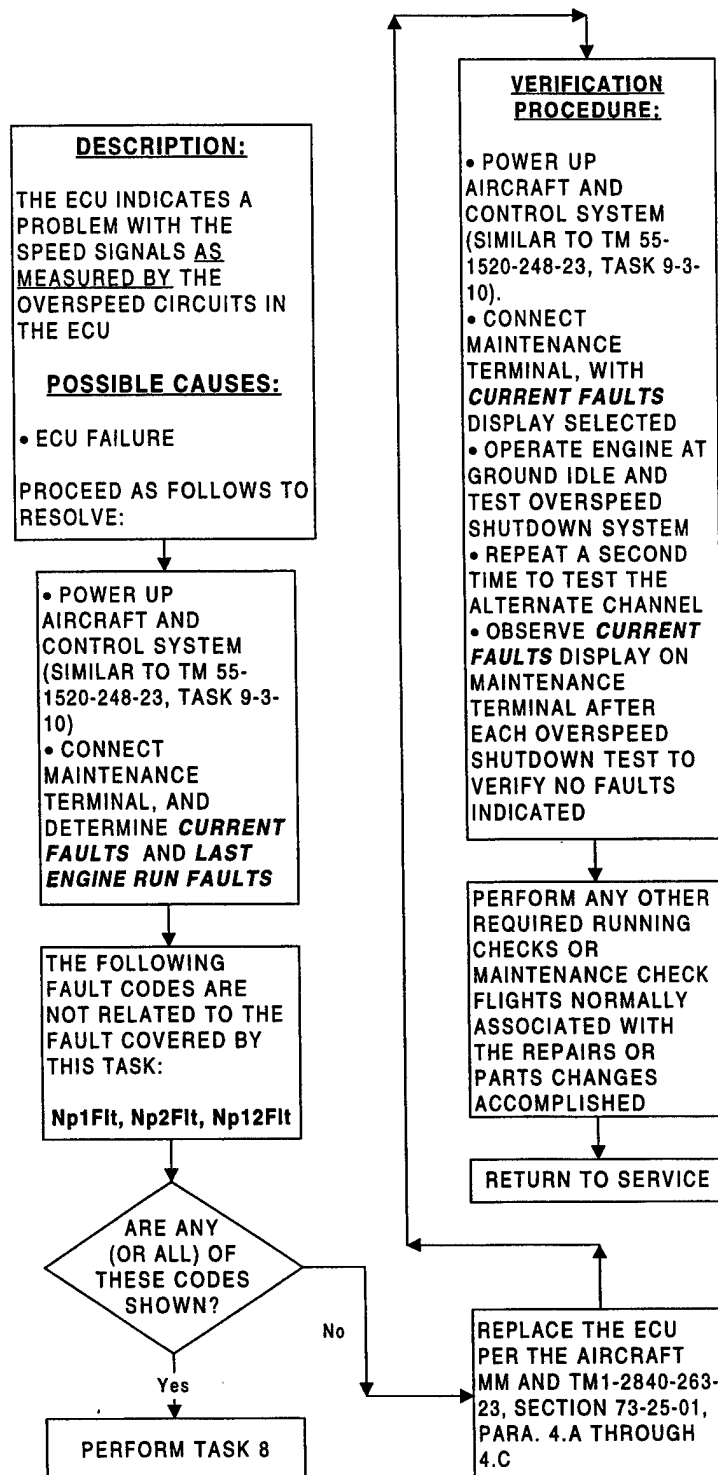 DESCRIPTION:
THE ECU INDICATES A
PROBLEM WITH THE
SPEED SIGNALS AS
MEASURED BY THE
OVERSPEED CIRCUITS IN
THE ECU
POSSIBLE CAUSES:
• ECU FAILURE
PROCEED AS FOLLOWS TO
RESOLVE:
• POWER UP
AIRCRAFT AND
CONTROL SYSTEM
(SIMILAR TO TM 55-
1520-248-23, TASK 9-3-
10)
• CONNECT
MAINTENANCE
TERMINAL, AND
DETERMINE CURRENT
FAULTS AND LAST
ENGINE RUN FAULTS
THE FOLLOWING
FAULT CODES ARE
NOT RELATED TO THE
FAULT COVERED BY
THIS TASK:
Np1Flt, Np2Flt, Np12Flt
ARE ANY
(OR ALL) OF
THESE CODES
SHOWN?
No
Yes
PERFORM TASK 8
REPLACE THE ECU
PER THE AIRCRAFT
MM AND TM1-2840-263-
23, SECTION 73-25-01,
PARA. 4.A THROUGH
4.C
VERIFICATION
PROCEDURE:
• POWER UP
AIRCRAFT AND
CONTROL SYSTEM
(SIMILAR TO TM 55-
1520-248-23, TASK 9-3-
10).
• CONNECT
MAINTENANCE
TERMINAL, WITH
CURRENT FAULTS
DISPLAY SELECTED
• OPERATE ENGINE AT
GROUND IDLE AND
TEST OVERSPEED
SHUTDOWN SYSTEM
• REPEAT A SECOND
TIME TO TEST THE
ALTERNATE CHANNEL
• OBSERVE CURRENT
FAULTS DISPLAY ON
MAINTENANCE
TERMINAL AFTER
EACH OVERSPEED
SHUTDOWN TEST TO
VERIFY NO FAULTS
INDICATED
PERFORM ANY OTHER
REQUIRED RUNNING
CHECKS OR
MAINTENANCE CHECK
FLIGHTS NORMALLY
ASSOCIATED WITH
THE REPAIRS OR
PARTS CHANGES
ACCOMPLISHED
RETURN TO SERVICE